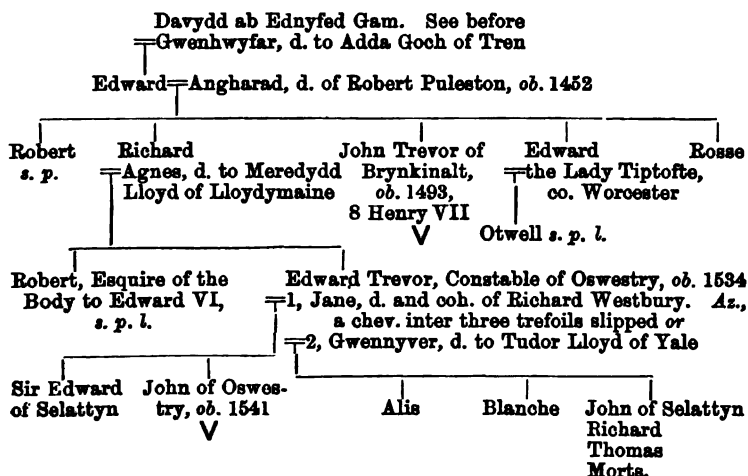 Davydd ab Ednyfed Gam. See before
Gwenhwyfar, d. to Adda Goch of Tren
Edward Angharad, d. of Robert Puleston, ob. 1452
Robert Richard John Trevor of Edward Rosse
s. p. Agnes, d. to Meredydd Brynkinalt, the Lady Tiptofte,
Lloyd of Lloydymaine ob. 1493, co. Worcester
8 Henry VII
Otwell s. p. l.
Robert, Esquire of the Edward Trevor, Constable of Oswestry, ob. 1534
Body to Edward VI, 1, Jane, d. and coh. of Richard Westbury. Az.,
s. p. l. a chev. inter three trefoils slipped or
2, Gwennyver, d. to Tudor Lloyd of Yale
Sir Edward John of Oswes-
of Selattyn try, ob. 1541 Alis Blanche John of Selattyn
Richard
Thomas
Morts.